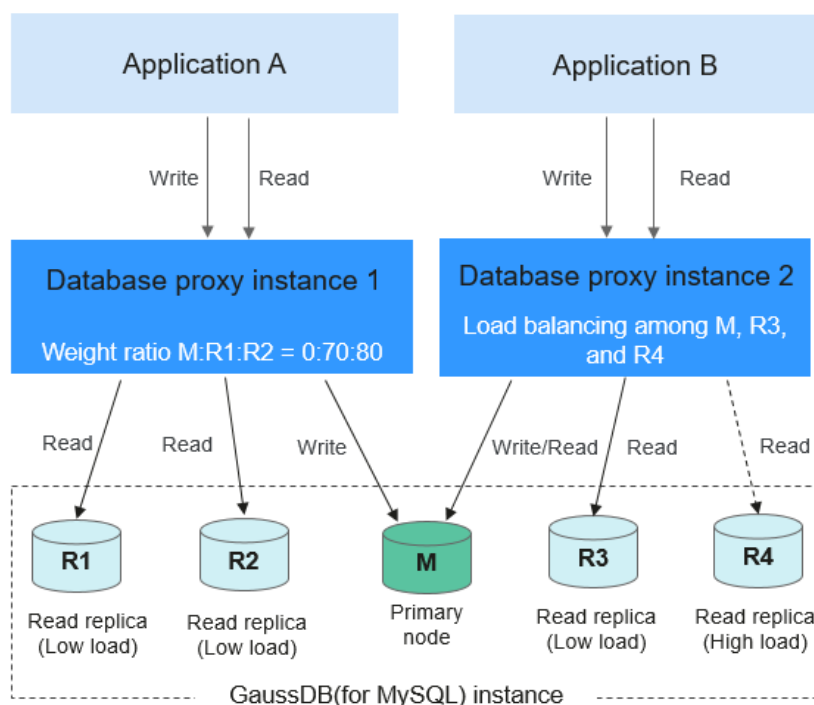 Application A
Application B
Write
Read
Write
Read
Database proxy instance 1
Weight ratio M:R1:R2 = 0:70:80
Database proxy instance 2
Load balancing among M, R3,
and R4
Read
Read
Write
Write/Read
Read
Read
R1
R2
M
R3
R4
Read replica
(Low load)
Read replica
(Low load)
Primary
node
Read replica
(Low load)
Read replica
(High load)
GaussDB(for MySQL) instance